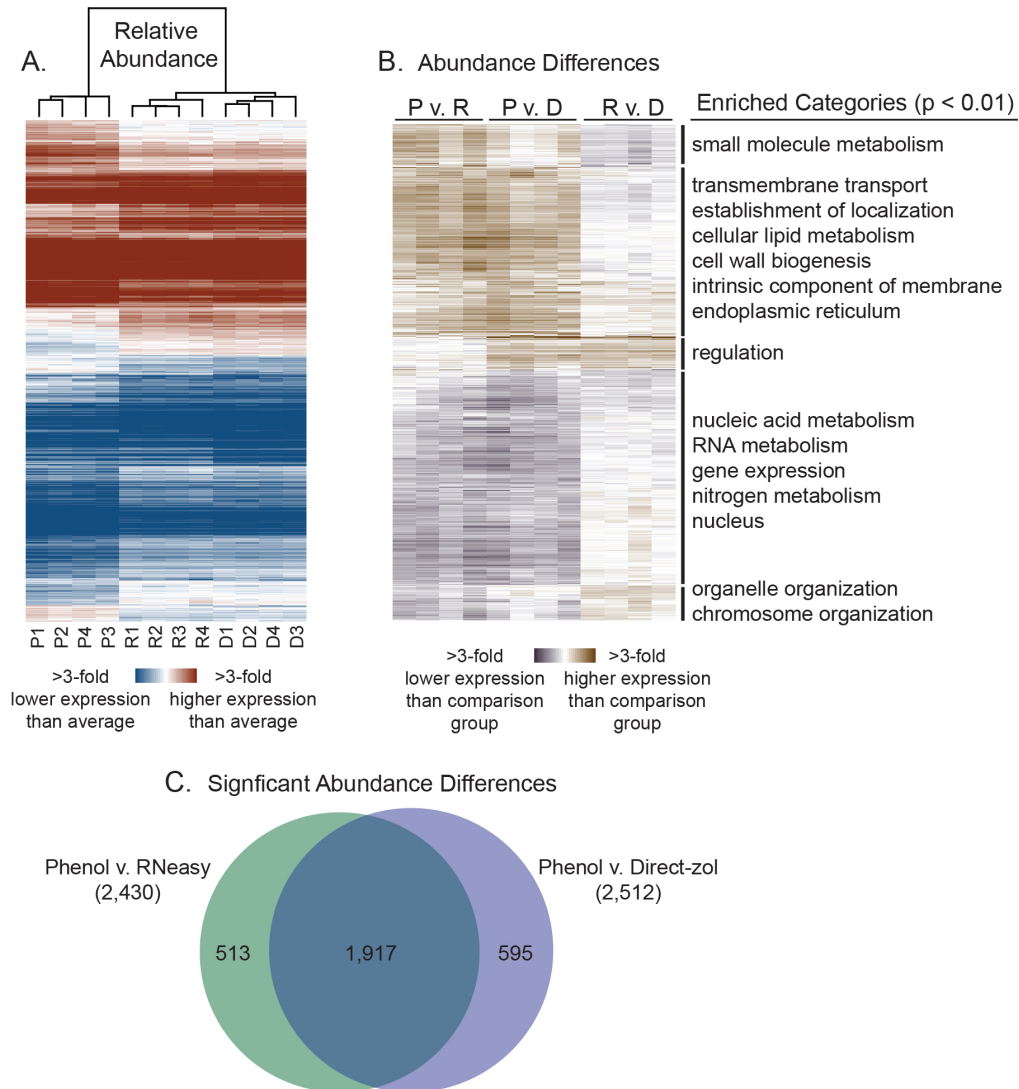 A.
Relative
Abundance
P1 P2 P4 P3 R1 R2 R3 R4 D1 D2 D4 D3
>3-fold
lower expression
than average
>3-fold
higher expression
than average
B. Abundance Differences
P v. R P v. D R v. D
Enriched Categories (p < 0.01)
small molecule metabolism
transmembrane transport
establishment of localization
cellular lipid metabolism
cell wall biogenesis
intrinsic component of membrane
endoplasmic reticulum
regulation
nucleic acid metabolism
RNA metabolism
gene expression
nitrogen metabolism
nucleus
organelle organization
chromosome organization
>3-fold
lower expression
than comparison
group
>3-fold
higher expression
than comparison
group
C. Signficant Abundance Differences
Phenol v. RNeasy
(2,430)
Phenol v. Direct-zol
(2,512)
513
1,917
595